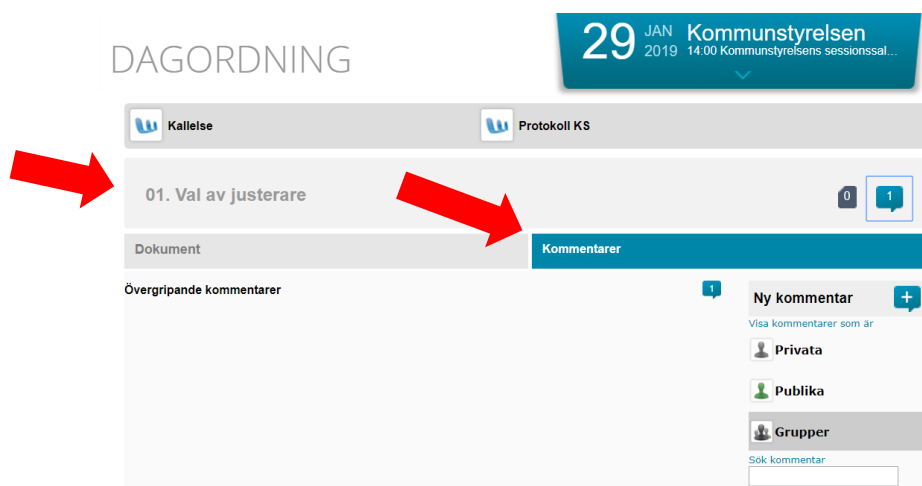 DAGORDNING
29 JAN 2019 Kommunstyrelsen
14:00 Kommunstyrelsens sessionssal...
Kallelse
Protokoll KS
01. Val av justerare
0
1
Dokument
Kommentarer
Övergripande kommentarer
1
Ny kommentar
+
Visa kommentarer som är
Privata
Publika
Grupper
Sök kommentar